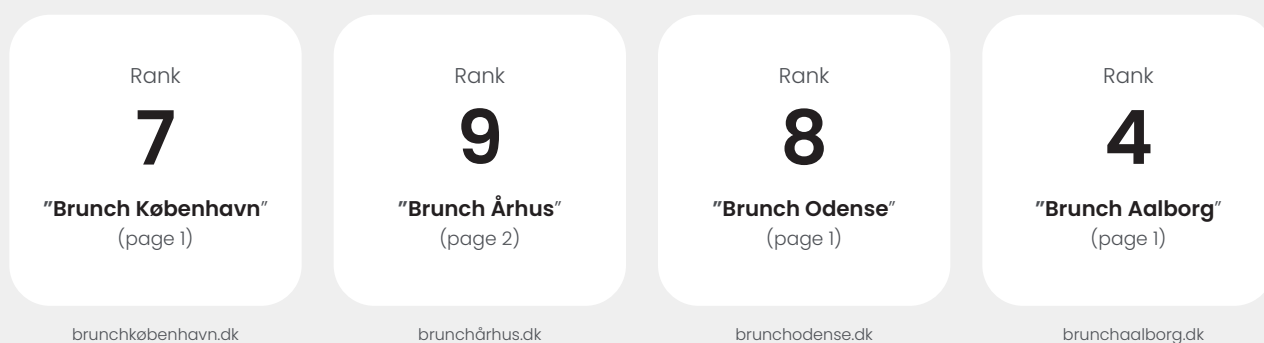 Rank
7
”Brunch København”
(page 1)
brunchkøbenhavn.dk
Rank
9
”Brunch Århus”
(page 2)
brunchårhus.dk
Rank
8
”Brunch Odense”
(page 1)
brunchodense.dk
Rank
4
”Brunch Aalborg”
(page 1)
brunchaalborg.dk